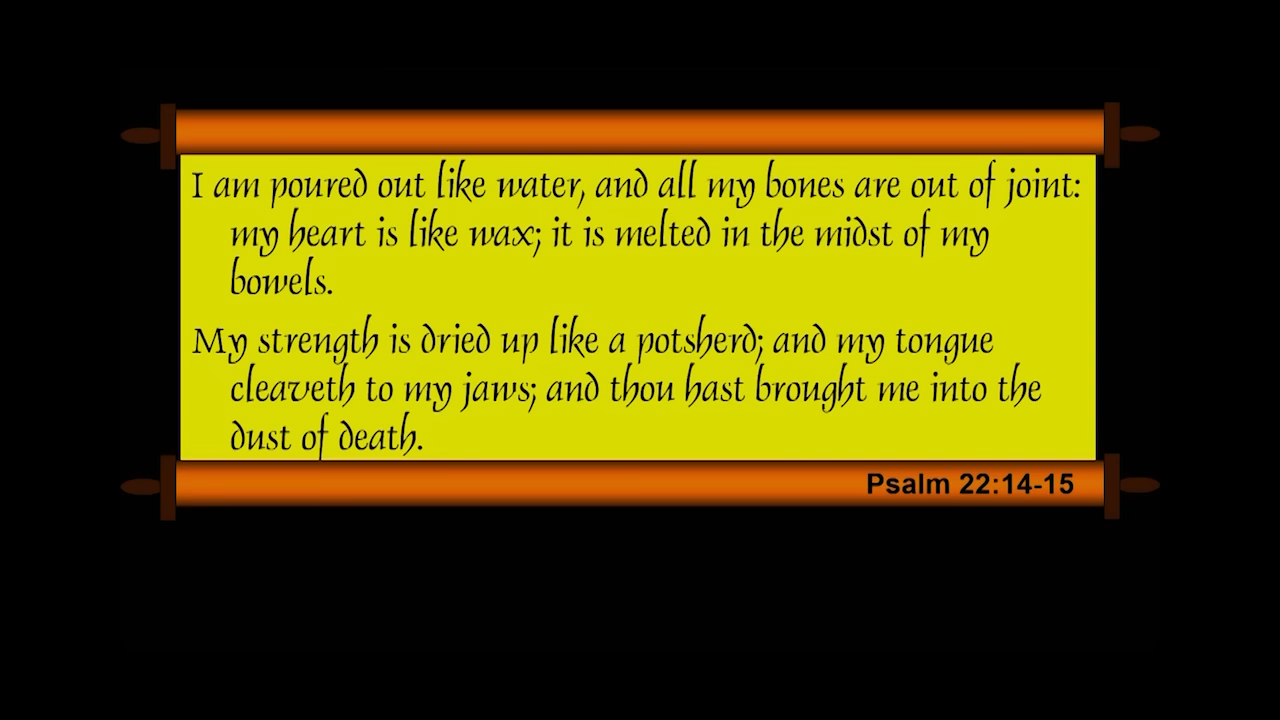 I am poured out like water, and all my bones are out of joint:
my heart is like wax; it is melted in the midst of my
bowels.
My strength is dried up like a potsherd; and my tongue
cleaveth to my jaws; and thou hast brought me into the
dust of death.
Psalm 22:14-15